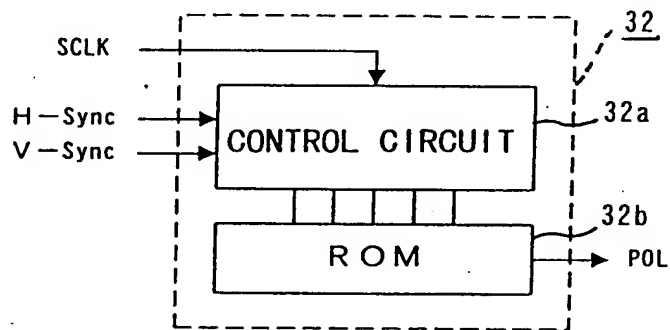 SCLK
32
H-Sync
V-Sync
CONTROL CIRCUIT
32a
32b
ROM
POL